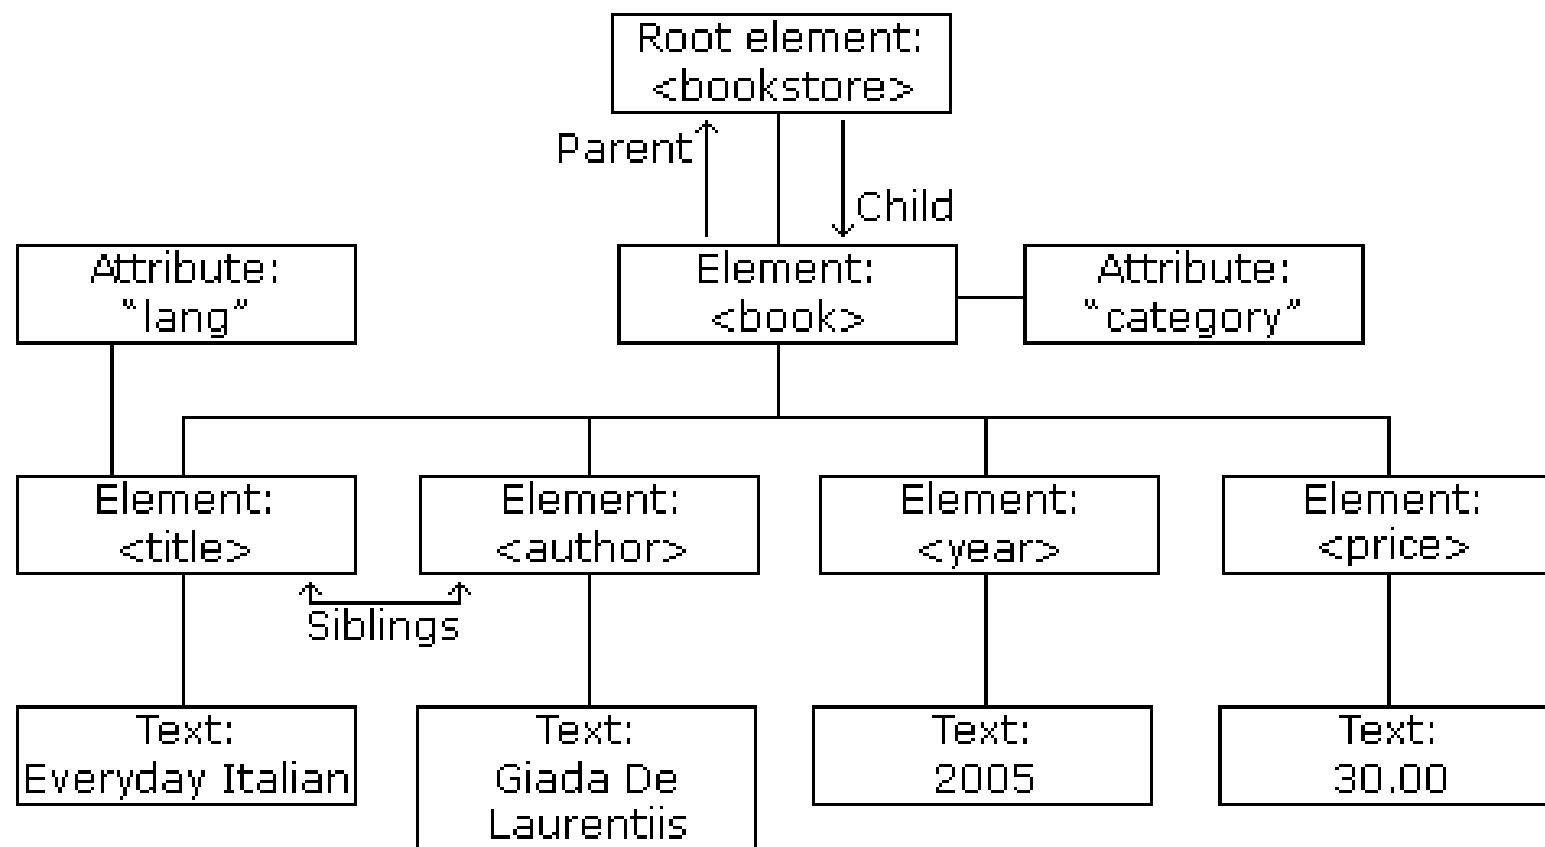 Root element:
<bookstore>
Parent
Child
Attribute:
"lang"
Element:
<book>
Attribute:
"category"
Element:
<title>
Element:
<author>
Element:
<year>
Element:
<price>
Siblings
Text:
Everyday Italian
Text:
Giada De
Laurentiis
Text:
2005
Text:
30.00